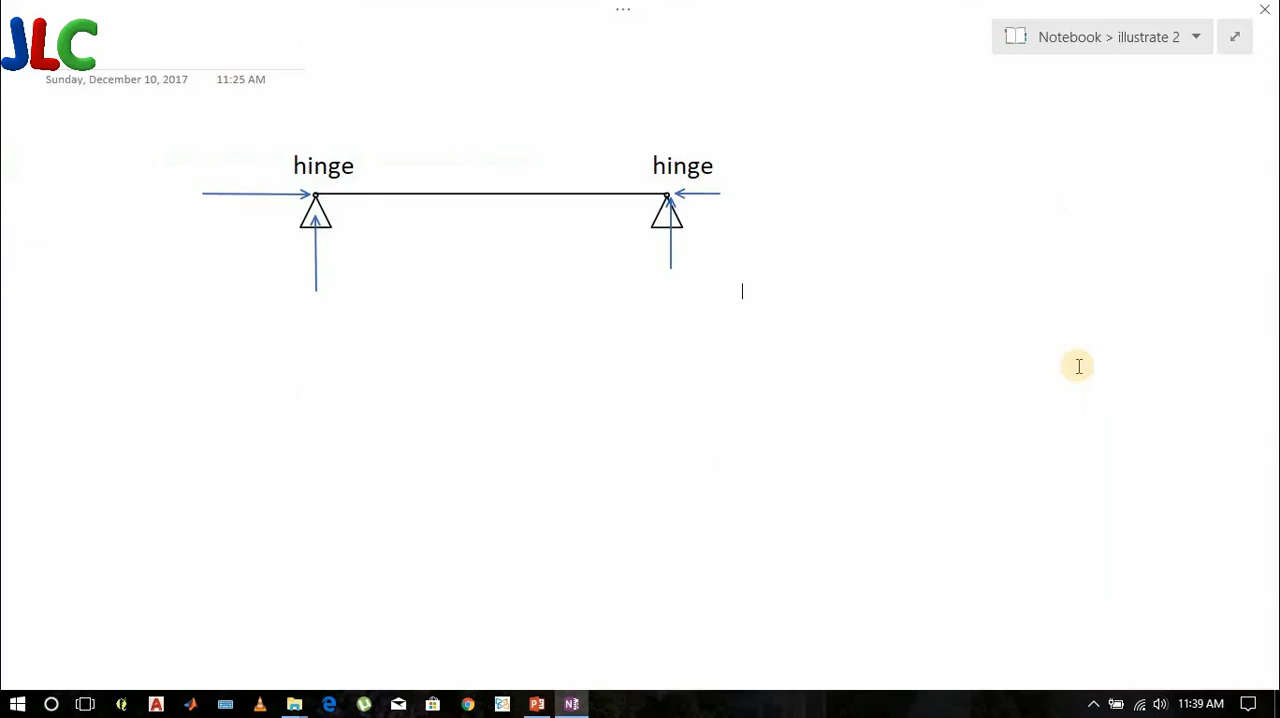 JLC
Notebook > illustrate 2
Sunday, December 10, 2017 11:25 AM
hinge hinge
11:39 AM